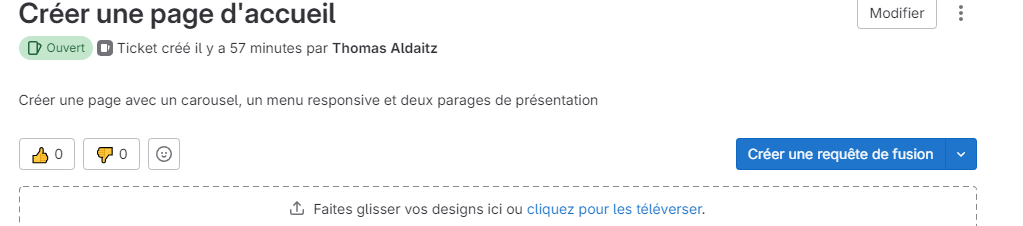 Créer une page d'accueil
Modifier
Ouvert Ticket créé il y a 57 minutes par Thomas Aldaitz
Créer une page avec un carousel, un menu responsive et deux parages de présentation
0 0
Créer une requête de fusion
Faites glisser vos designs ici ou cliquez pour les téléverser.